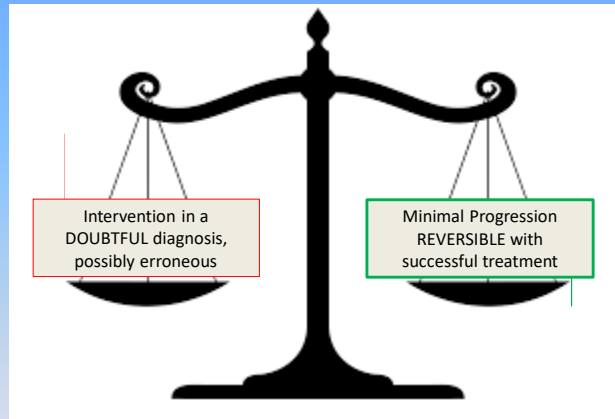 Intervention in a
DOUBTFUL diagnosis,
possibly erroneous
Minimal Progression
REVERSIBLE with
successful treatment